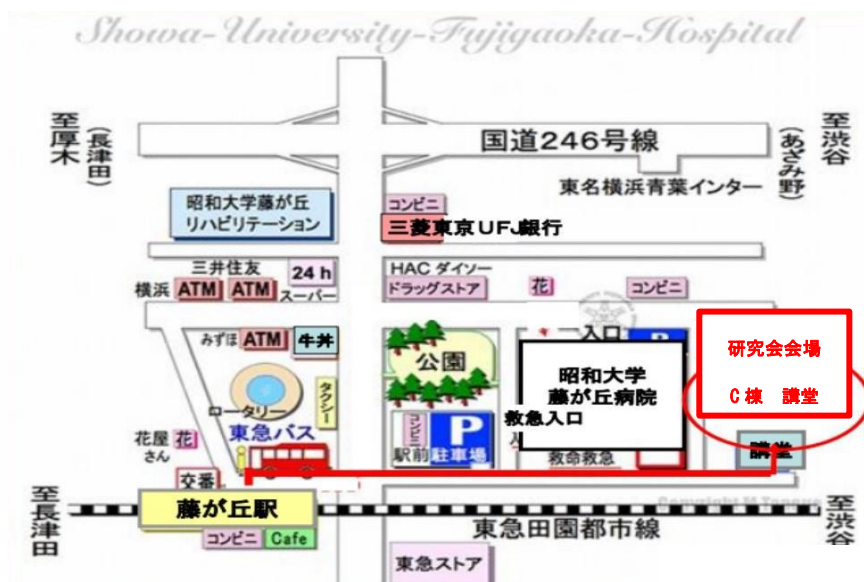 Showa-University-Fujigaoka-Hospital
至厚木
(長津田)
国道246号線
至渋谷
(あざみ野)
東名横浜青葉インター
昭和大学藤が丘
リハビリテーション
コンビニ
三菱東京UFJ銀行
三井住友
横浜 ATM ATM
24h
スーパー
HAC ダイソー
ドラッグストア
花
コンビニ
みずほ ATM 牛丼
公園
入口
研究会会場
C棟 講堂
昭和大学
藤が丘病院
救急入口
ロータリー
タクシー
東急バス
花屋さん
花
コンビニ
駅前
P
駐車場
救命救急
講堂
交番
至長津田
藤が丘駅
コンビニ Cafe
東急田園都市線
至渋谷
東急ストア